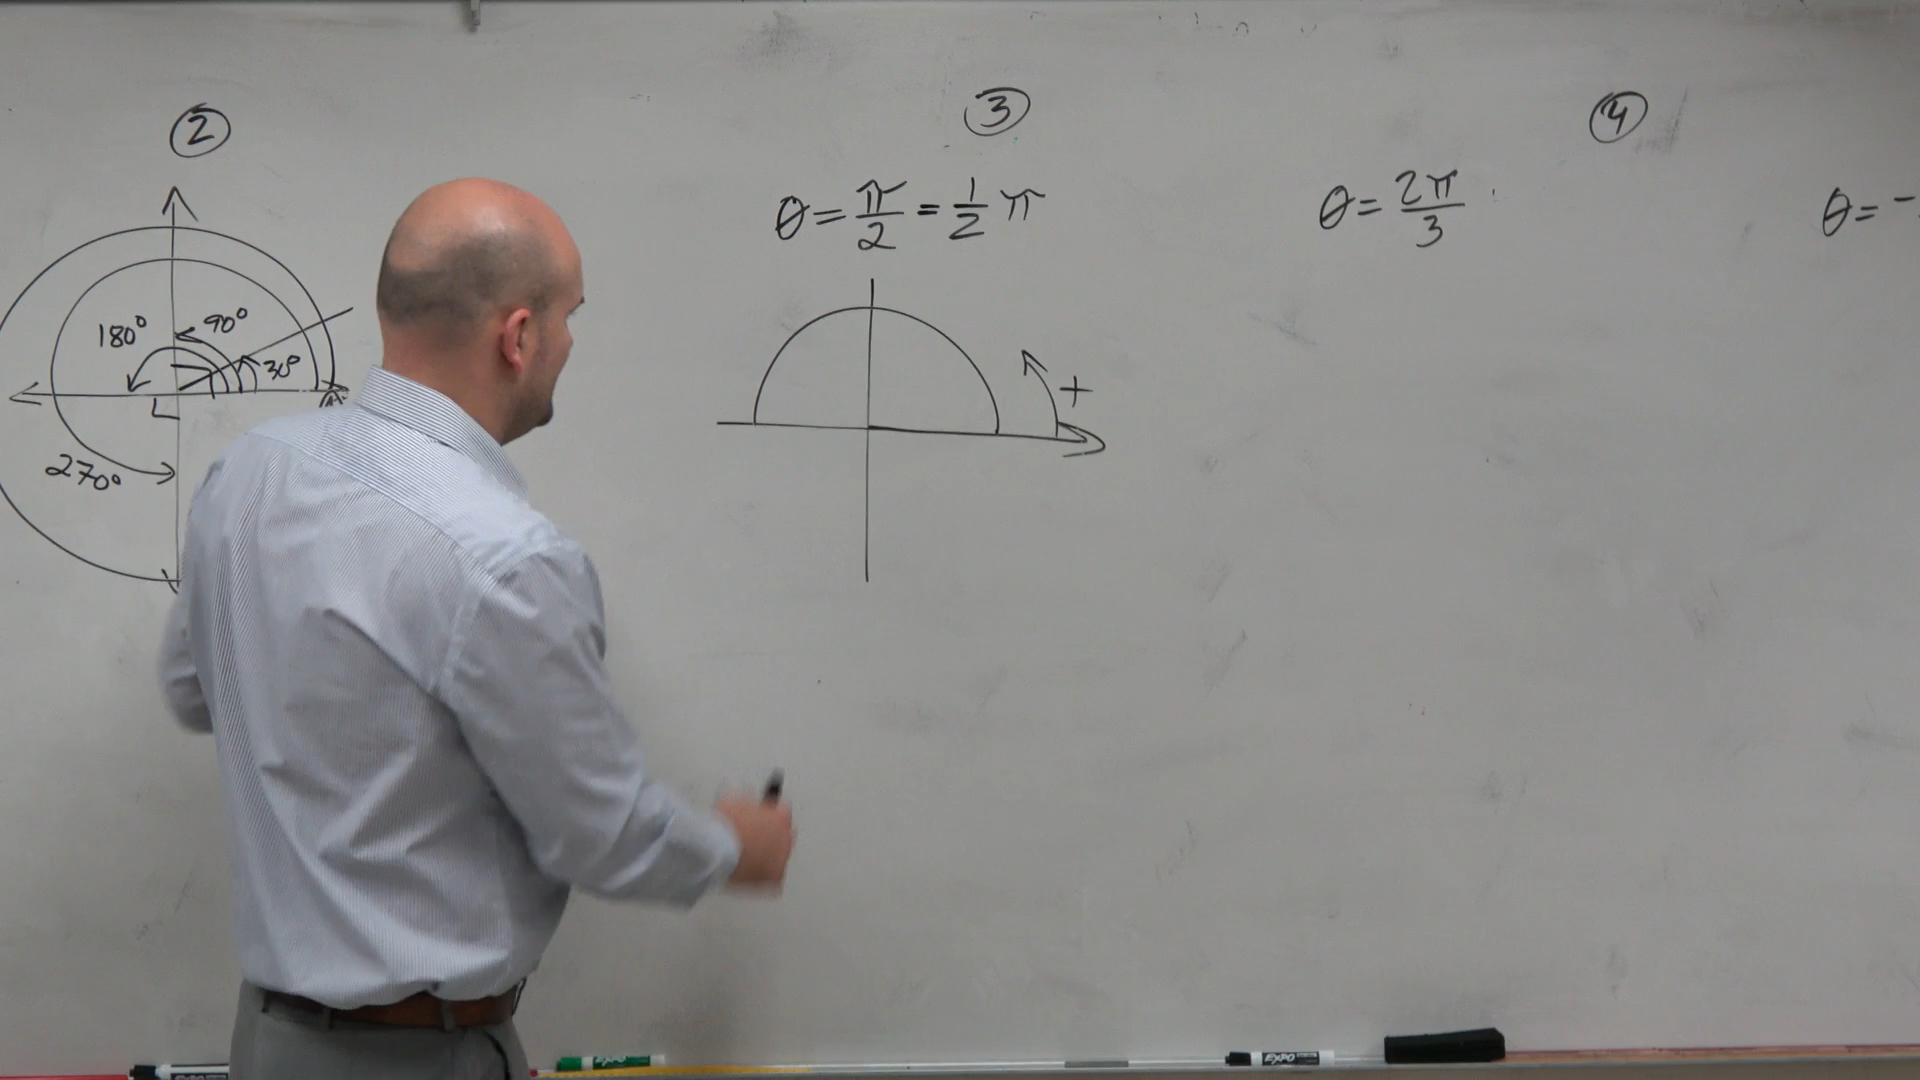 2
3
4
θ = π/2 = 1/2 π
θ = 2π/3
θ = -
180° 90°
30°
+
270°
EXPO
EXPO